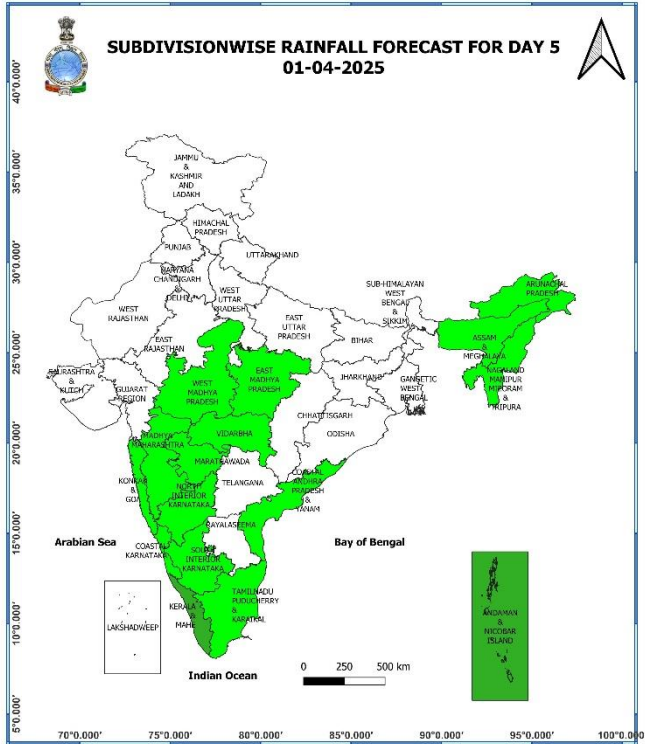 SUBDIVISIONWISE RAINFALL FORECAST FOR DAY 5
01-04-2025
40°0.000'
35°0.000'
30°0.000'
25°0.000'
20°0.000'
15°0.000'
10°0.000'
5°0.000'
JAMMU
&
KASHMIR
AND
LADAKH
HIMACHAL
PRADESH
PUNJAB
UTTARAKHAND
HARYANA
CHANDIGARH
&
DELHI
WEST
UTTAR
PRADESH
WEST
RAJASTHAN
EAST
RAJASTHAN
EAST
UTTAR
PRADESH
SUB-HIMALAYAN
WEST
BENGAL
&
SIKKIM
ARUNACHAL
PRADESH
ASSAM
&
MEGHALAYA
NAGALAND
MANIPUR
MIZORAM
&
TRIPURA
BIHAR
JHARKHAND
GANGETIC
WEST
BENGAL
SAURASHTRA
&
KUTCH
GUJARAT
REGION
WEST
MADHYA
PRADESH
EAST
MADHYA
PRADESH
CHHATTISGARH
ODISHA
MADHYA
MAHARASHTRA
VIDARBHA
MARATHAWADA
TELANGANA
COASTAL
ANDHRA
PRADESH
&
YANAM
KONKAN
&
GOA
NORTH
INTERIOR
KARNATAKA
RAYALASEEMA
Arabian Sea
Bay of Bengal
COASTAL
KARNATAKA
SOUTH
INTERIOR
KARNATAKA
TAMILNADU
PUDUCHERRY
&
KARAIKAL
KERALA
&
MAHE
LAKSHADWEEP
ANDAMAN
&
NICOBAR
ISLAND
Indian Ocean
0 250 500 km
70°0.000' 75°0.000' 80°0.000' 85°0.000' 90°0.000' 95°0.000' 100°0.000'